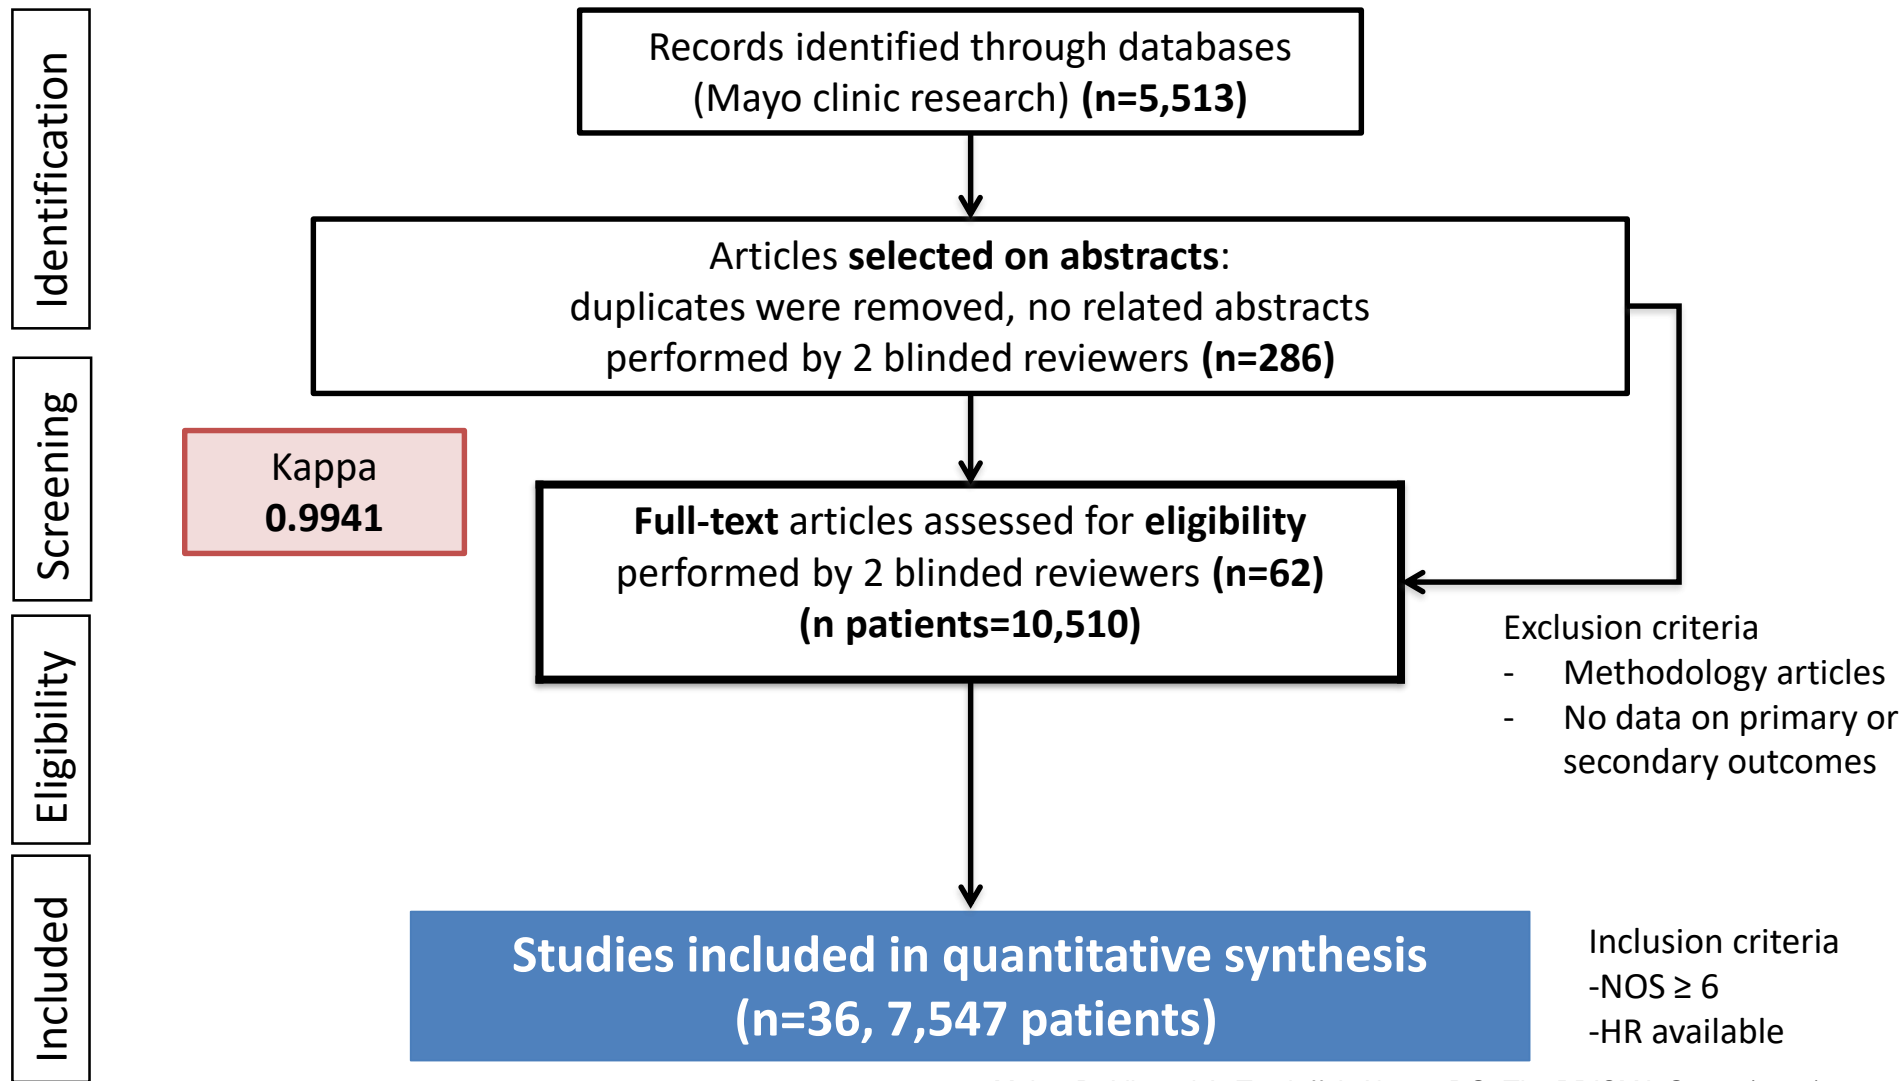 Identification
Records identified through databases
(Mayo clinic research) (n=5,513)
Articles selected on abstracts:
duplicates were removed, no related abstracts
performed by 2 blinded reviewers (n=286)
Screening
Kappa
0.9941
Full-text articles assessed for eligibility
performed by 2 blinded reviewers (n=62)
(n patients=10,510)
Eligibility
Exclusion criteria
- Methodology articles
- No data on primary or
secondary outcomes
Included
Studies included in quantitative synthesis
(n=36, 7,547 patients)
Inclusion criteria
-NOS ≥ 6
-HR available